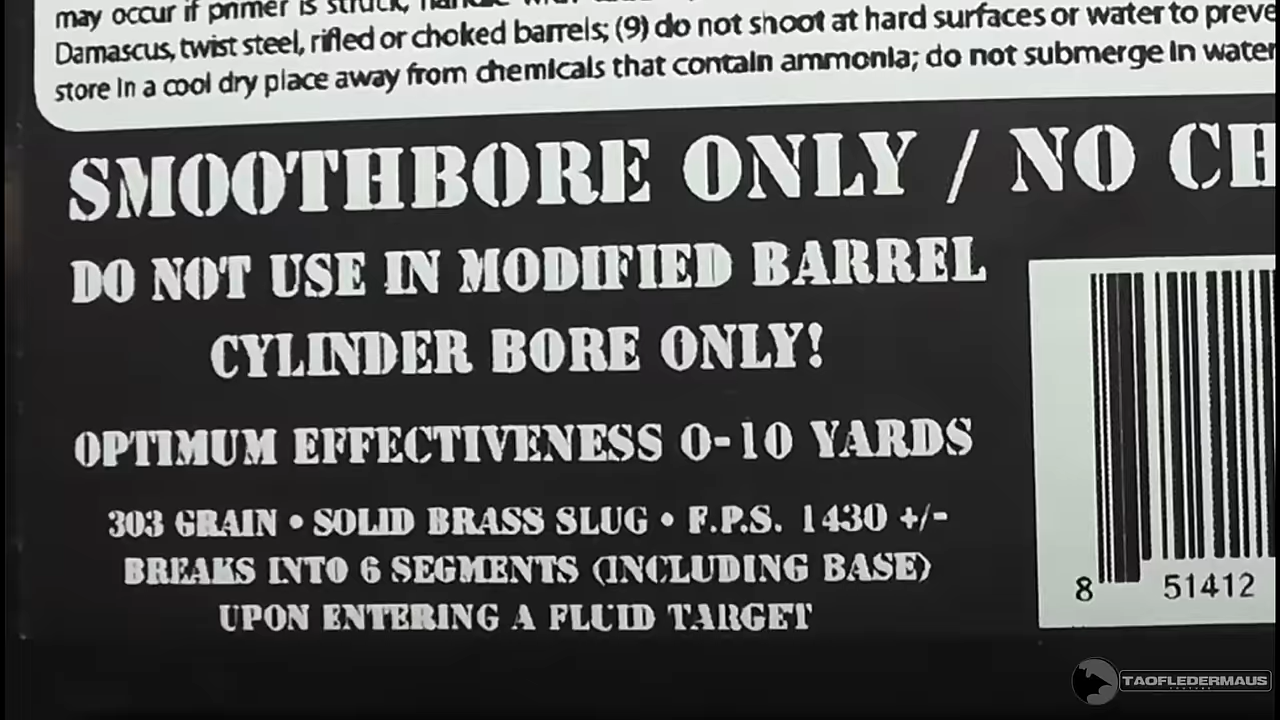 may occur if primer is struck,
Damascus, twist steel, rifled or choked barrels; (9) do not shoot at hard surfaces or water to preve
store in a cool dry place away from chemicals that contain ammonia; do not submerge in water
SMOOTHBORE ONLY / NO CH
DO NOT USE IN MODIFIED BARREL
CYLINDER BORE ONLY!
OPTIMUM EFFECTIVENESS 0-10 YARDS
303 GRAIN • SOLID BRASS SLUG • F.P.S. 1430 +/-
BREAKS INTO 6 SEGMENTS (INCLUDING BASE)
UPON ENTERING A FLUID TARGET
8 51412
TAOFLEDERMAUS